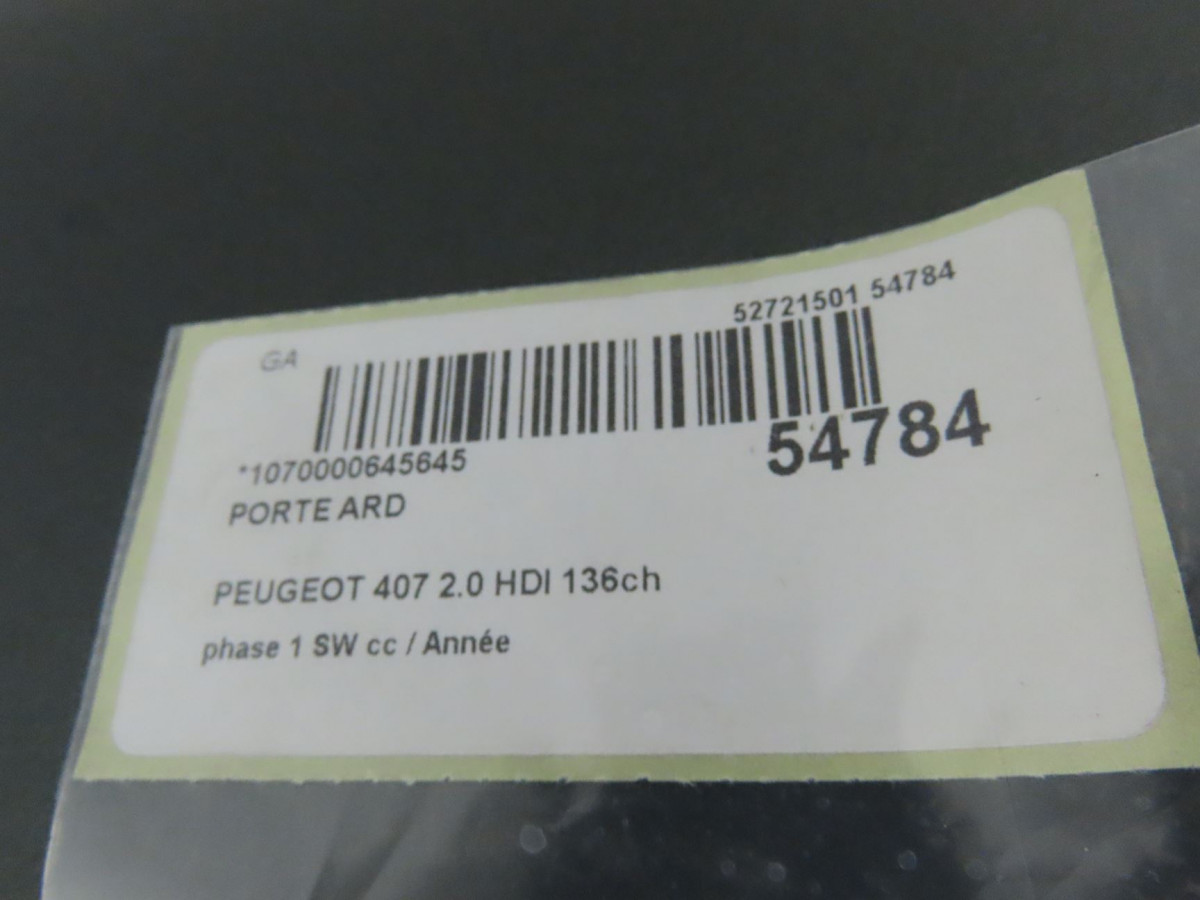 52721501 54784
GA
54784
*1070000645645
PORTE ARD
PEUGEOT 407 2.0 HDI 136ch
phase 1 SW cc / Année